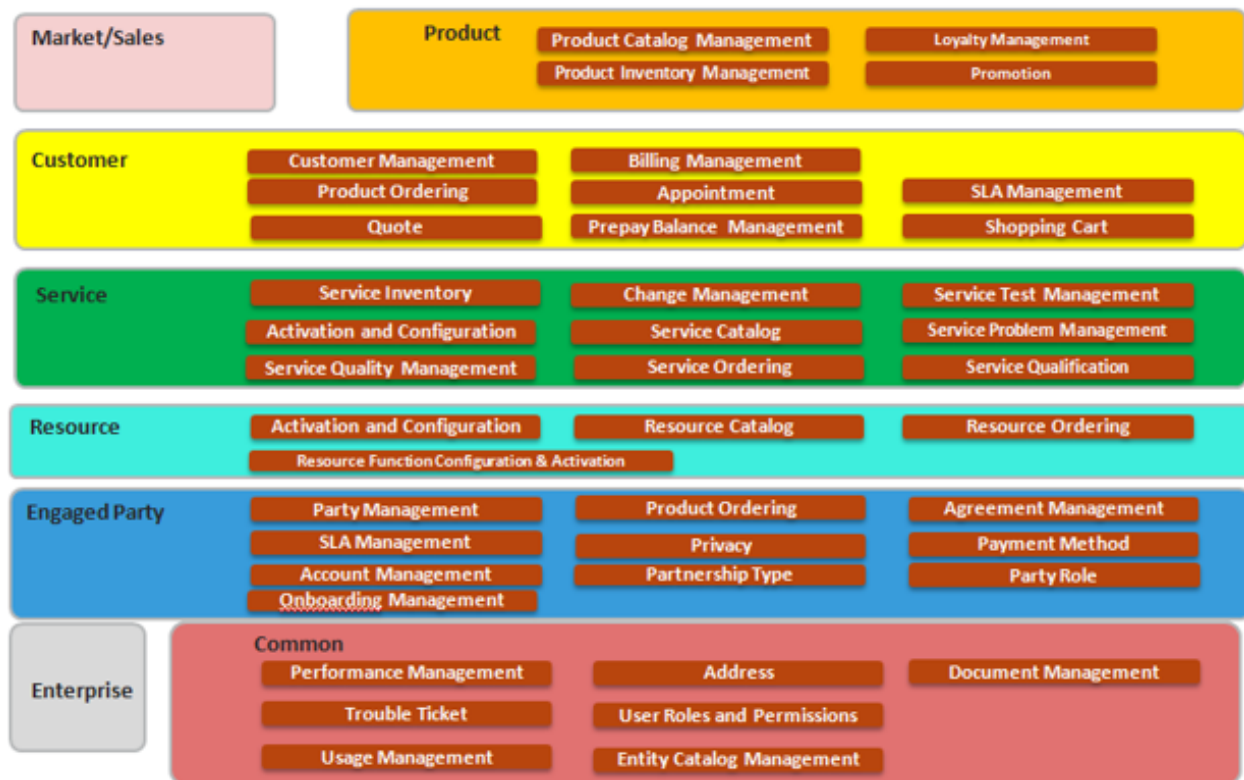 Market/Sales
Product
Product Catalog Management
Loyalty Management
Product Inventory Management
Promotion
Customer
Customer Management
Billing Management
Product Ordering
Appointment
SLA Management
Quote
Prepay Balance Management
Shopping Cart
Service
Service Inventory
Change Management
Service Test Management
Activation and Configuration
Service Catalog
Service Problem Management
Service Quality Management
Service Ordering
Service Qualification
Resource
Activation and Configuration
Resource Catalog
Resource Ordering
Resource Function Configuration & Activation
Engaged Party
Party Management
Product Ordering
Agreement Management
SLA Management
Privacy
Payment Method
Account Management
Partnership Type
Party Role
Onboarding Management
Enterprise
Common
Performance Management
Address
Document Management
Trouble Ticket
User Roles and Permissions
Usage Management
Entity Catalog Management